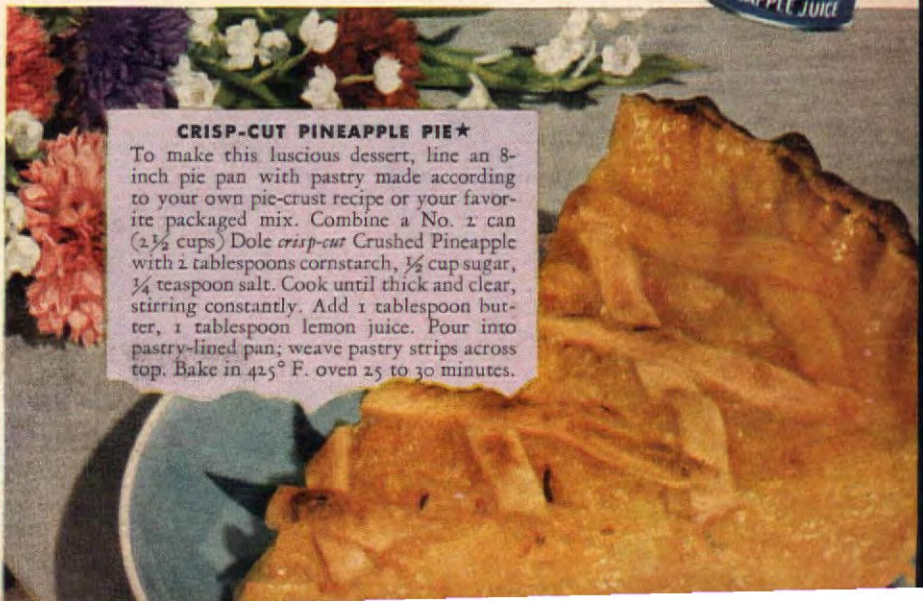 APPLE JUICE
CRISP-CUT PINEAPPLE PIE★
To make this luscious dessert, line an 8-
inch pie pan with pastry made according
to your own pie-crust recipe or your favor-
ite packaged mix. Combine a No. 2 can
(2½ cups) Dole crisp-cut Crushed Pineapple
with 2 tablespoons cornstarch, ½ cup sugar,
¼ teaspoon salt. Cook until thick and clear,
stirring constantly. Add 1 tablespoon but-
ter, 1 tablespoon lemon juice. Pour into
pastry-lined pan; weave pastry strips across
top. Bake in 425° F. oven 25 to 30 minutes.